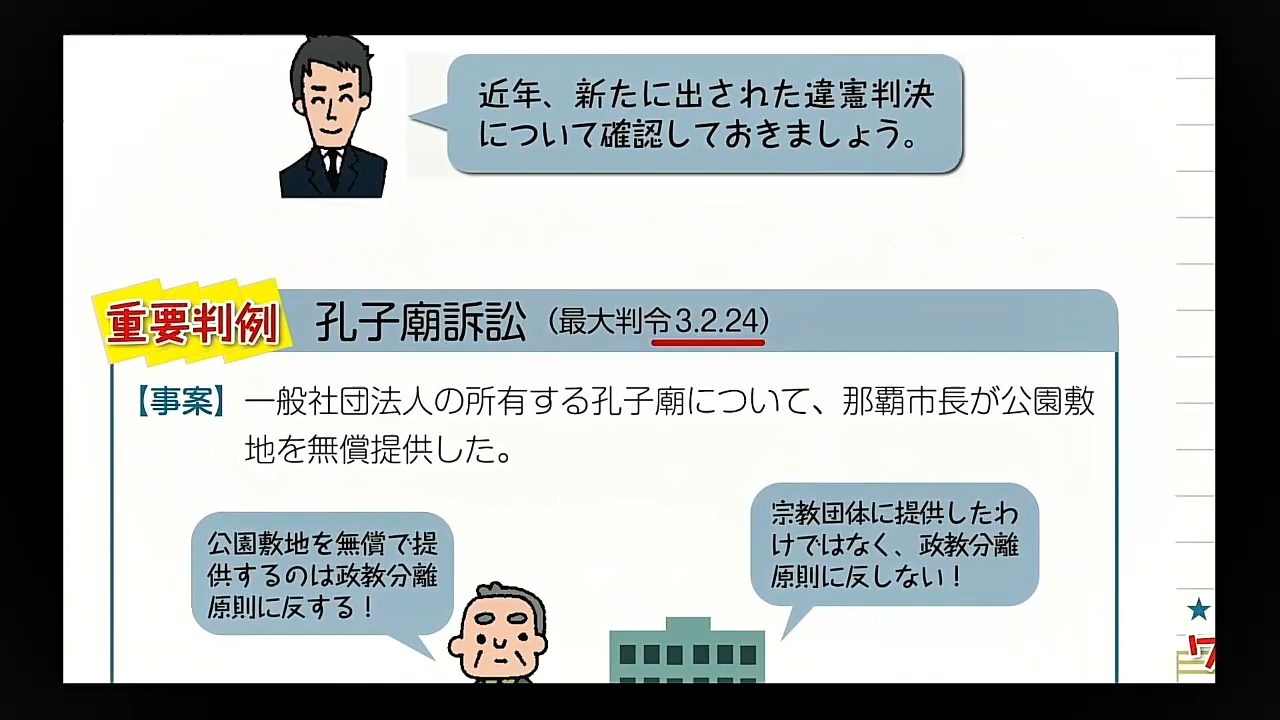 近年、新たに出された違憲判決
について確認しておきましょう。
重要判例 孔子廟訴訟（最大判令3.2.24）
【事案】一般社団法人の所有する孔子廟について、那覇市長が公園敷
地を無償提供した。
公園敷地を無償で提
供するのは政教分離
原則に反する！
宗教団体に提供したわ
けではなく、政教分離
原則に反しない！
★